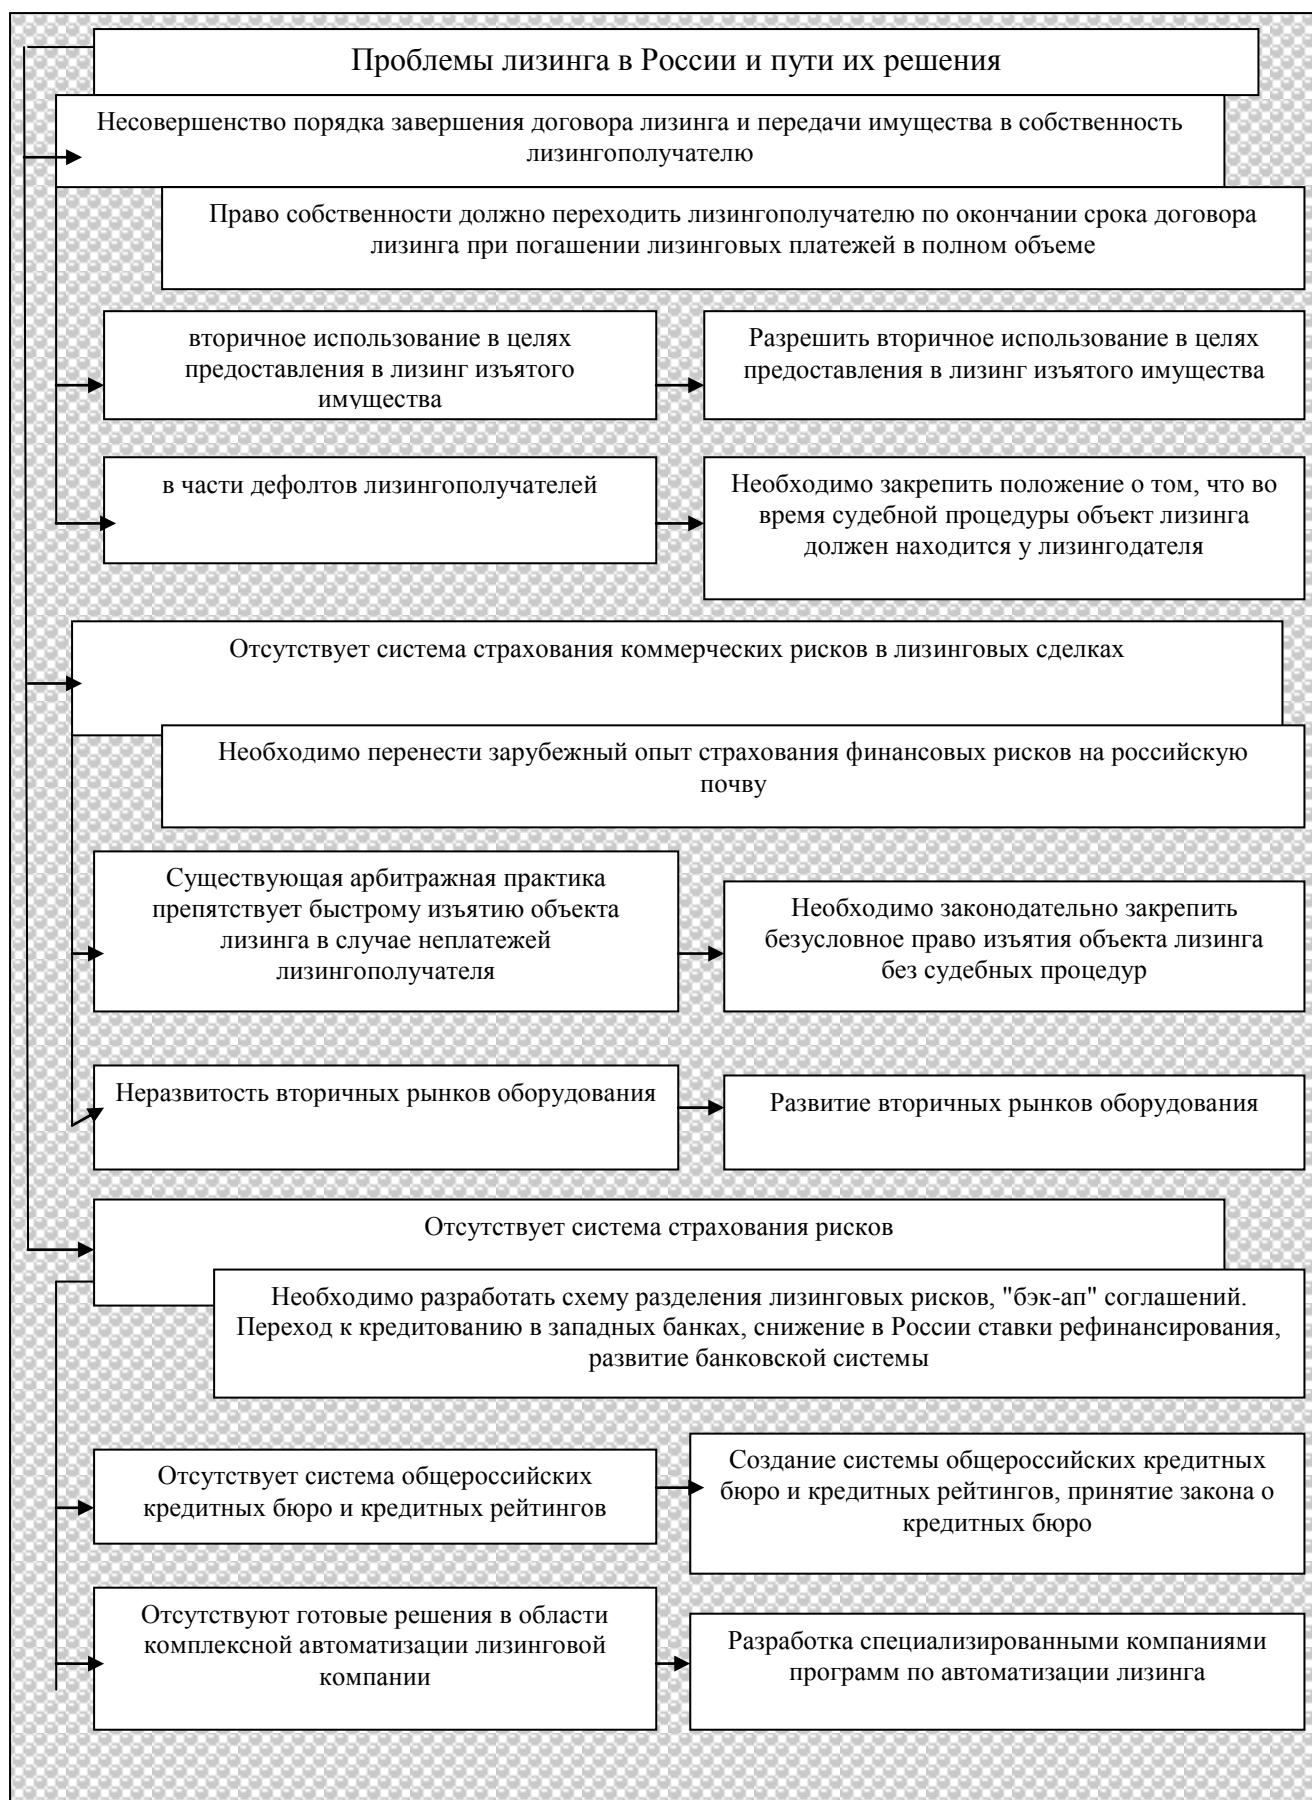 Проблемы лизинга в России и пути их решения
Несовершенство порядка завершения договора лизинга и передачи имущества в собственность
лизингополучателю
Право собственности должно переходить лизингополучателю по окончании срока договора
лизинга при погашении лизинговых платежей в полном объеме
вторичное использование в целях
предоставления в лизинг изъятого
имущества
Разрешить вторичное использование в целях
предоставления в лизинг изъятого имущества
в части дефолтов лизингополучателей
Необходимо закрепить положение о том, что во
время судебной процедуры объект лизинга
должен находится у лизингодателя
Отсутствует система страхования коммерческих рисков в лизинговых сделках
Необходимо перенести зарубежный опыт страхования финансовых рисков на российскую
почву
Существующая арбитражная практика
препятствует быстрому изъятию объекта
лизинга в случае неплатежей
лизингополучателя
Необходимо законодательно закрепить
безусловное право изъятия объекта лизинга
без судебных процедур
Неразвитость вторичных рынков оборудования
Развитие вторичных рынков оборудования
Отсутствует система страхования рисков
Необходимо разработать схему разделения лизинговых рисков, "бэк-ап" соглашений.
Переход к кредитованию в западных банках, снижение в России ставки рефинансирования,
развитие банковской системы
Отсутствует система общероссийских
кредитных бюро и кредитных рейтингов
Создание системы общероссийских кредитных
бюро и кредитных рейтингов, принятие закона о
кредитных бюро
Отсутствуют готовые решения в области
комплексной автоматизации лизинговой
компании
Разработка специализированными компаниями
программ по автоматизации лизинга